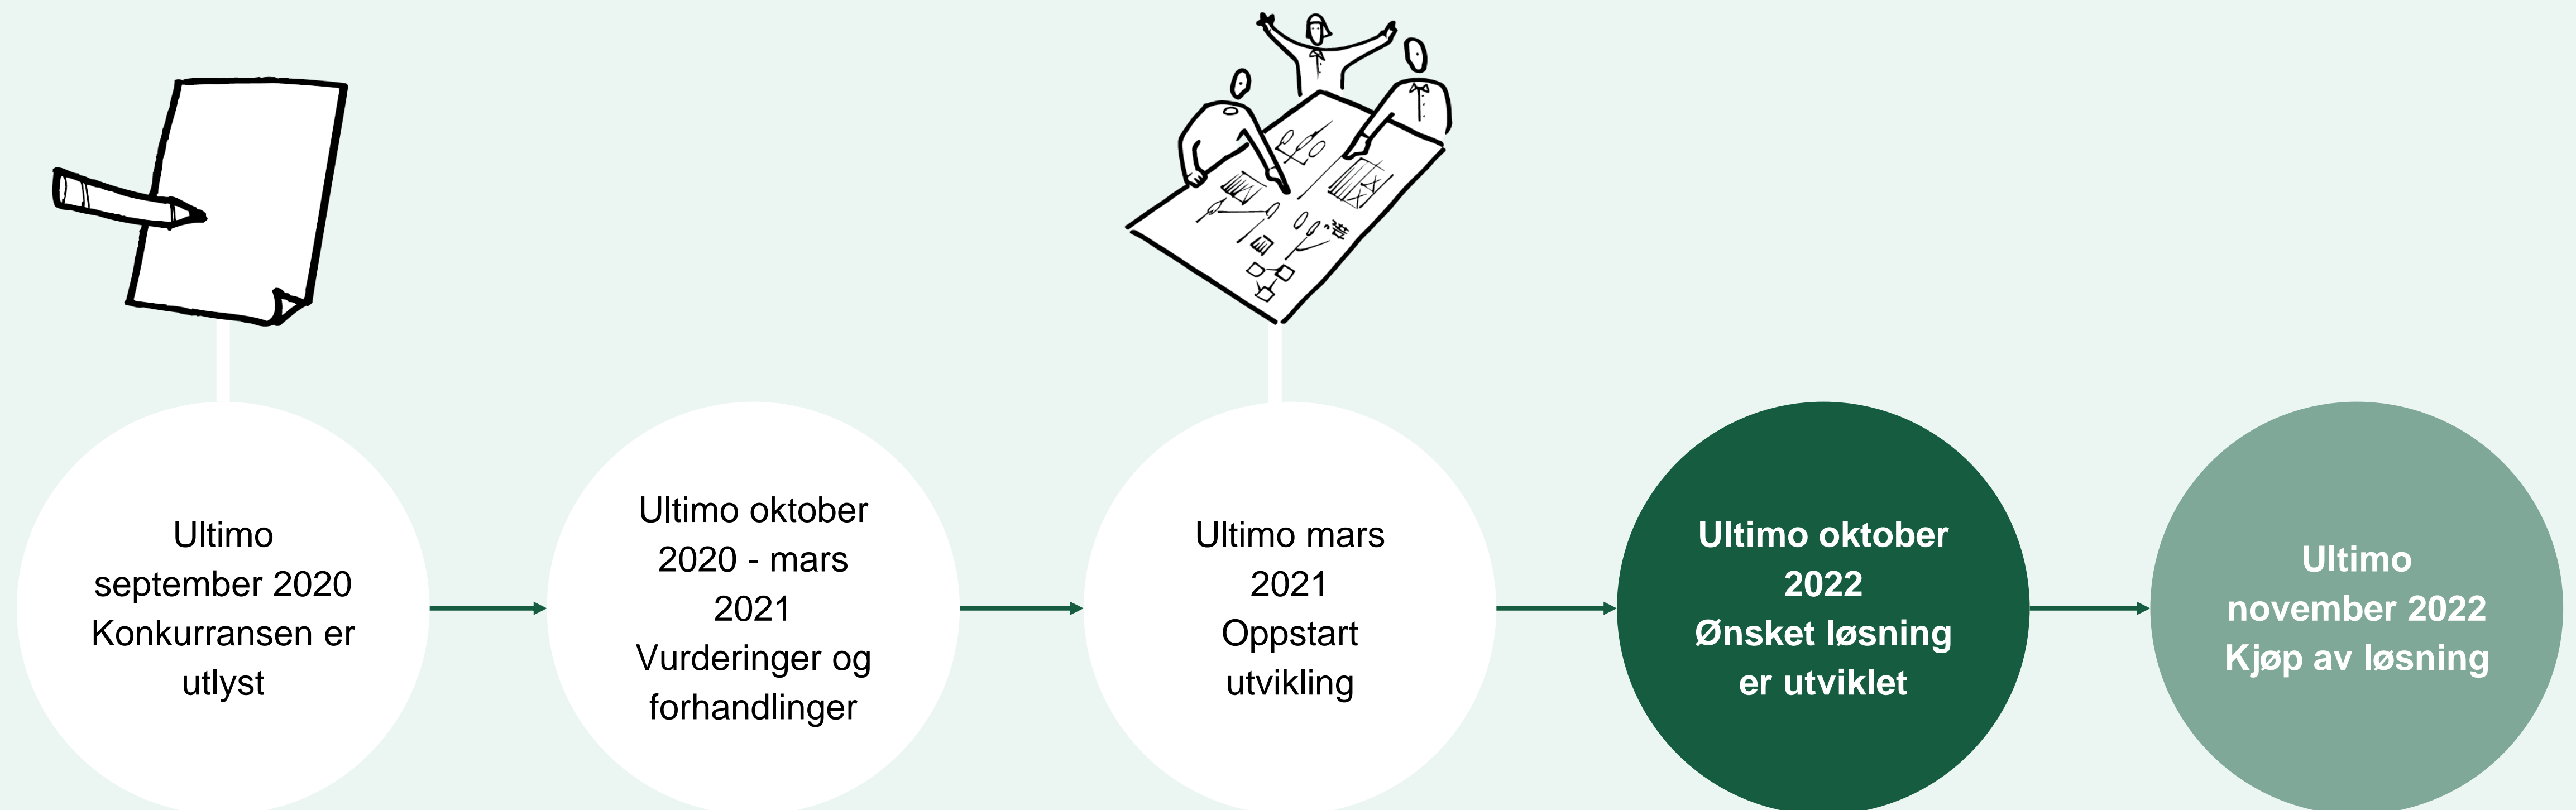 Ultimo
september 2020
Konkurransen er
utlyst
Ultimo oktober
2020 - mars
2021
Vurderinger og
forhandlinger
Ultimo mars
2021
Oppstart
utvikling
Ultimo oktober
2022
Ønsket løsning
er utviklet
Ultimo
november 2022
Kjøp av løsning